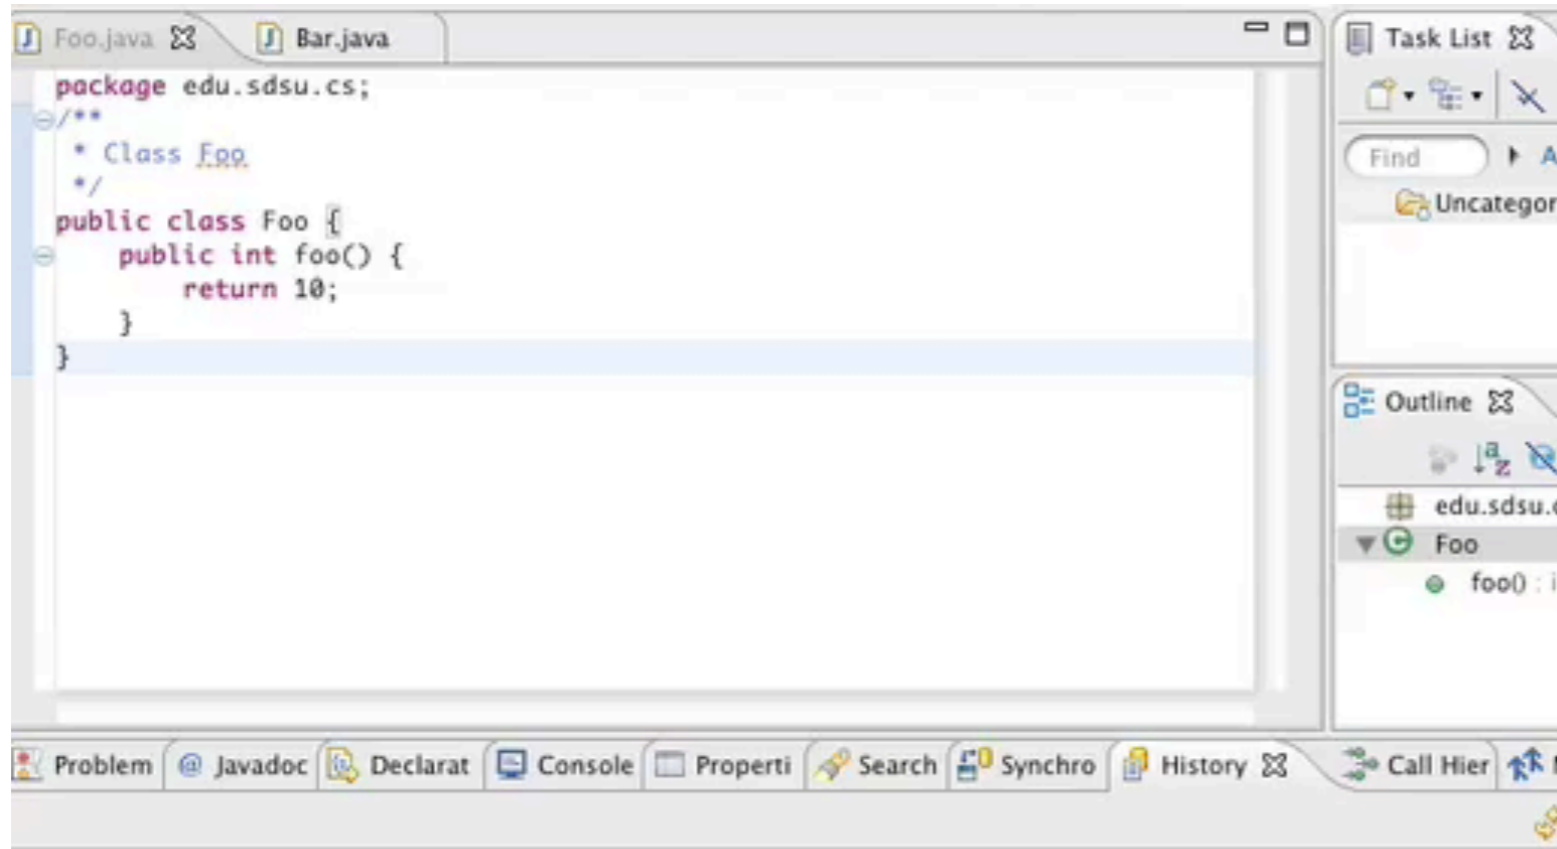 Foo.java Bar.java
package edu.sdsu.cs;
/**
 * Class Foo
 */
public class Foo {
    public int foo() {
        return 10;
    }
}
Task List
Find
Uncategor
Outline
edu.sdsu.
Foo
foo() : i
Problem @ Javadoc Declarat Console Properti Search Synchro History Call Hier